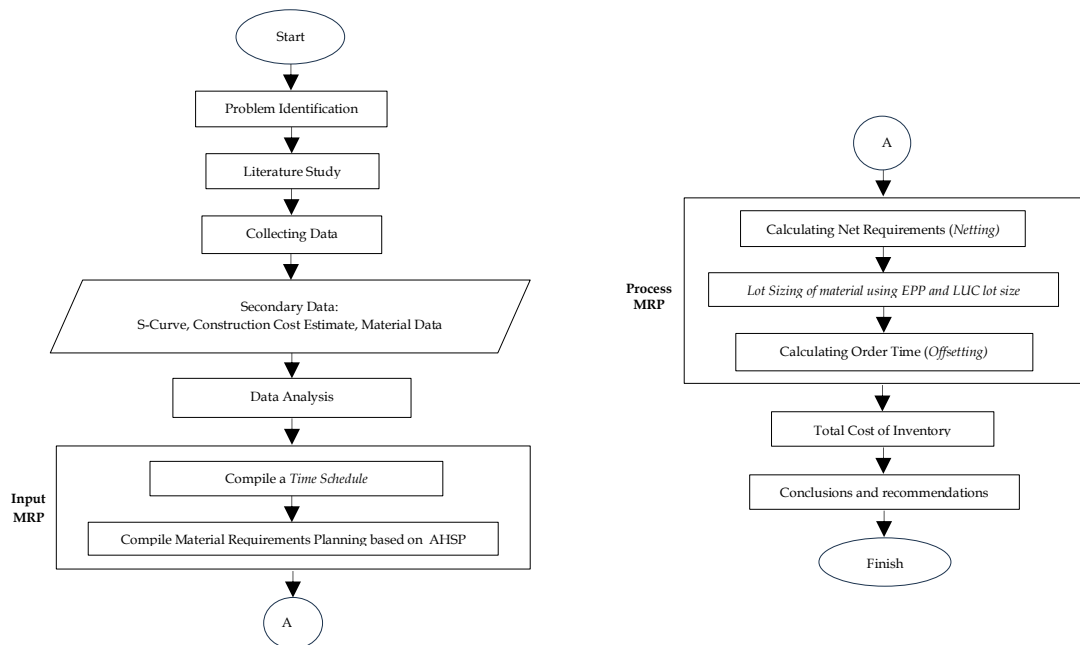 Start
Problem Identification
Literature Study
Collecting Data
Secondary Data:
S-Curve, Construction Cost Estimate, Material Data
Data Analysis
Input
MRP
Compile a Time Schedule
Compile Material Requirements Planning based on AHSP
A
A
Process
MRP
Calculating Net Requirements (Netting)
Lot Sizing of material using EPP and LUC lot size
Calculating Order Time (Offsetting)
Total Cost of Inventory
Conclusions and recommendations
Finish